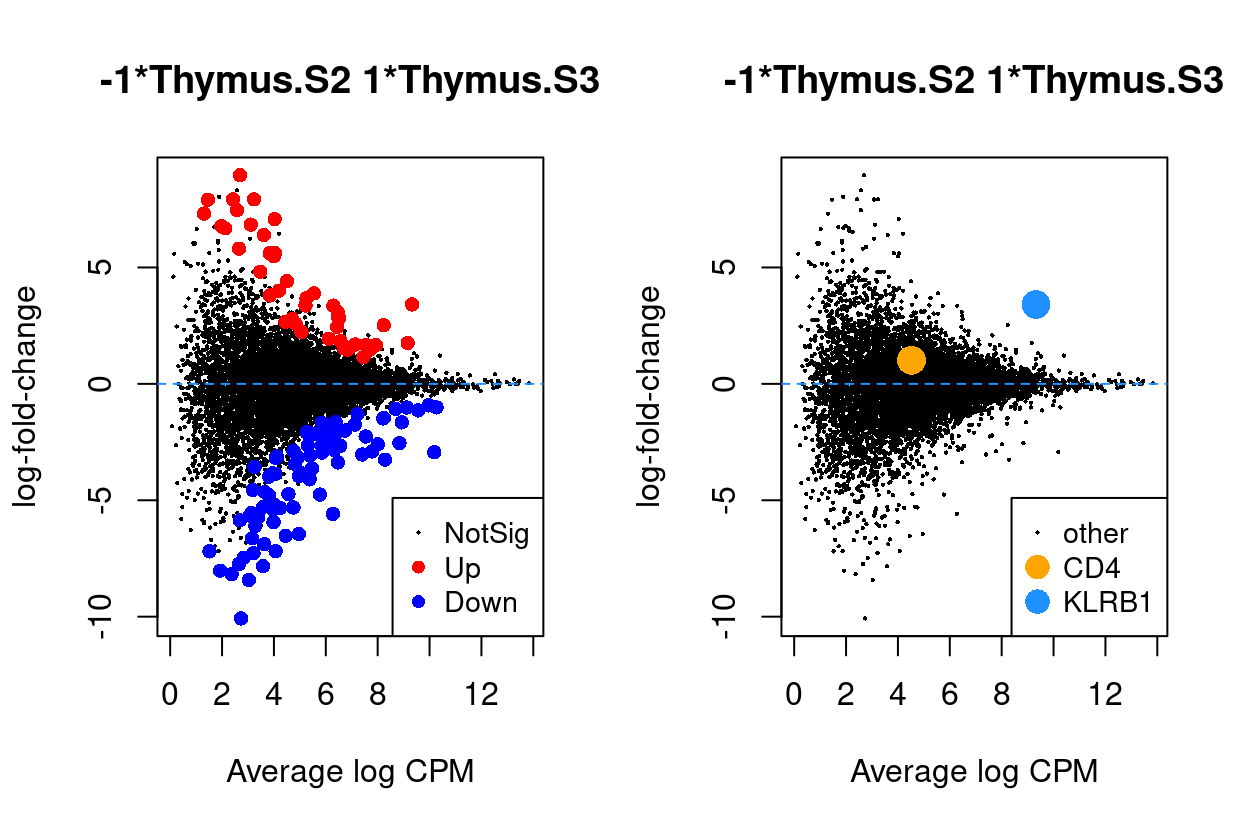 -1*Thymus.S2 1*Thymus.S3
log-fold-change
5
0
-5
-10
NotSig
Up
Down
0 2 4 6 8 12
Average log CPM
-1*Thymus.S2 1*Thymus.S3
log-fold-change
5
0
-5
-10
other
CD4
KLRB1
0 2 4 6 8 12
Average log CPM